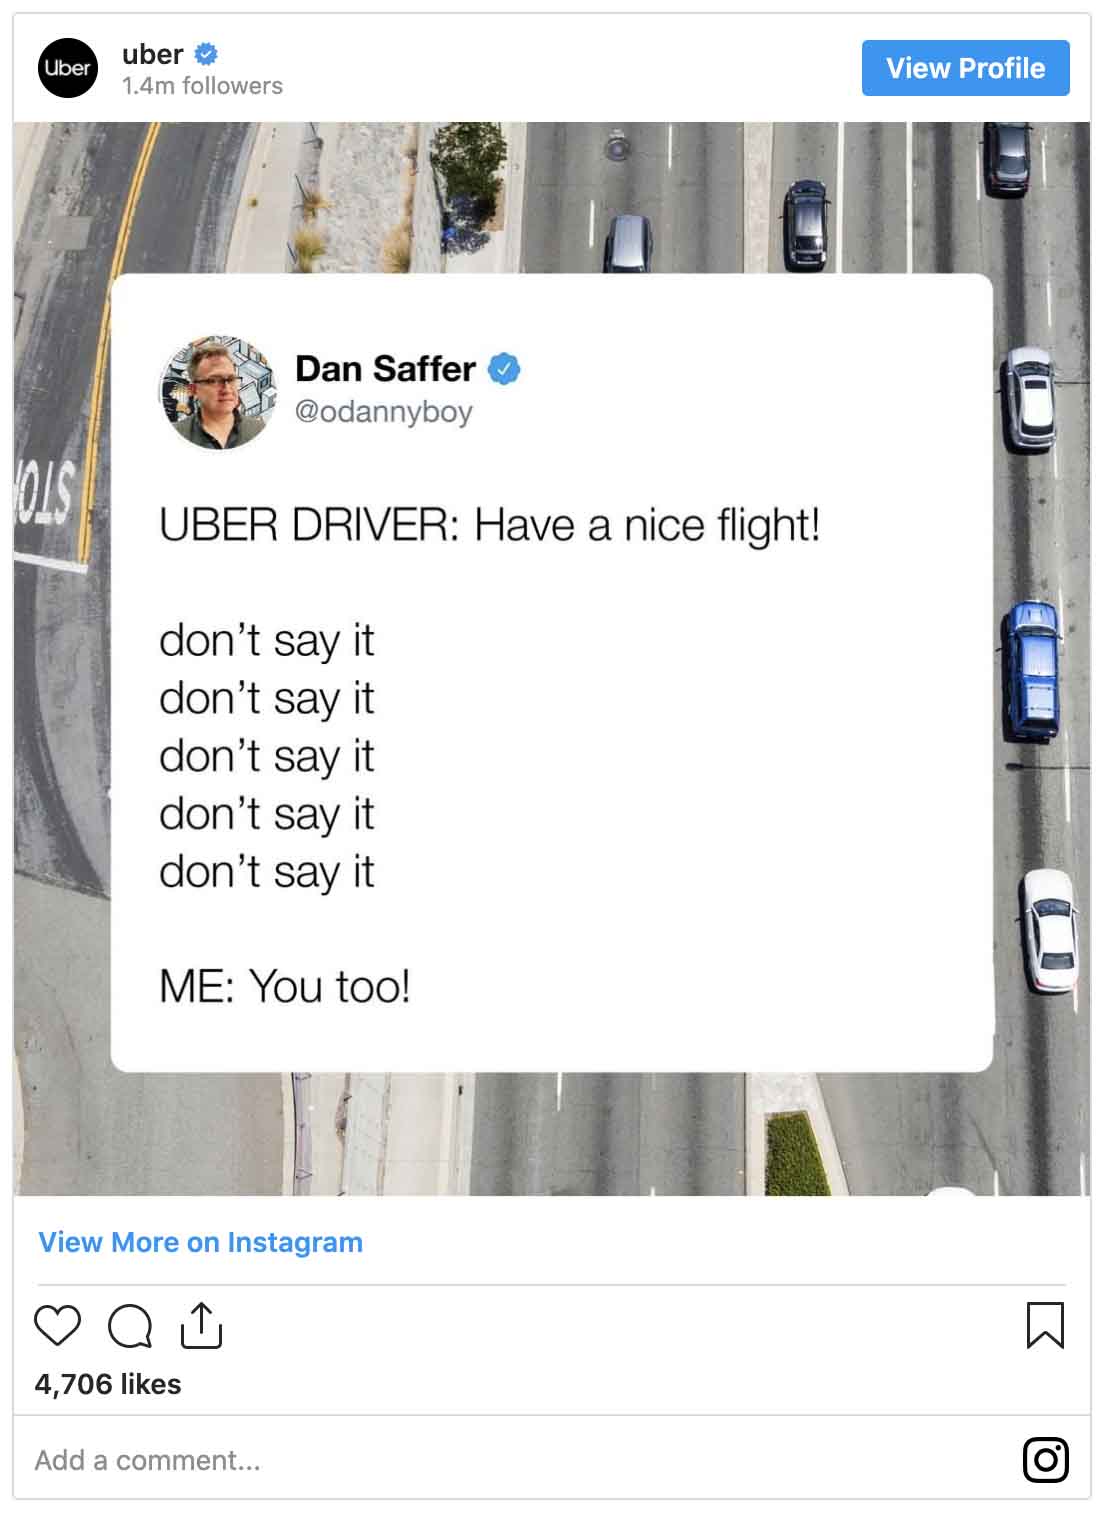 Uber
uber
1.4m followers
View Profile
STOP
Dan Saffer
@odannyboy
UBER DRIVER: Have a nice flight!
don’t say it
don’t say it
don’t say it
don’t say it
don’t say it
ME: You too!
View More on Instagram
4,706 likes
Add a comment...